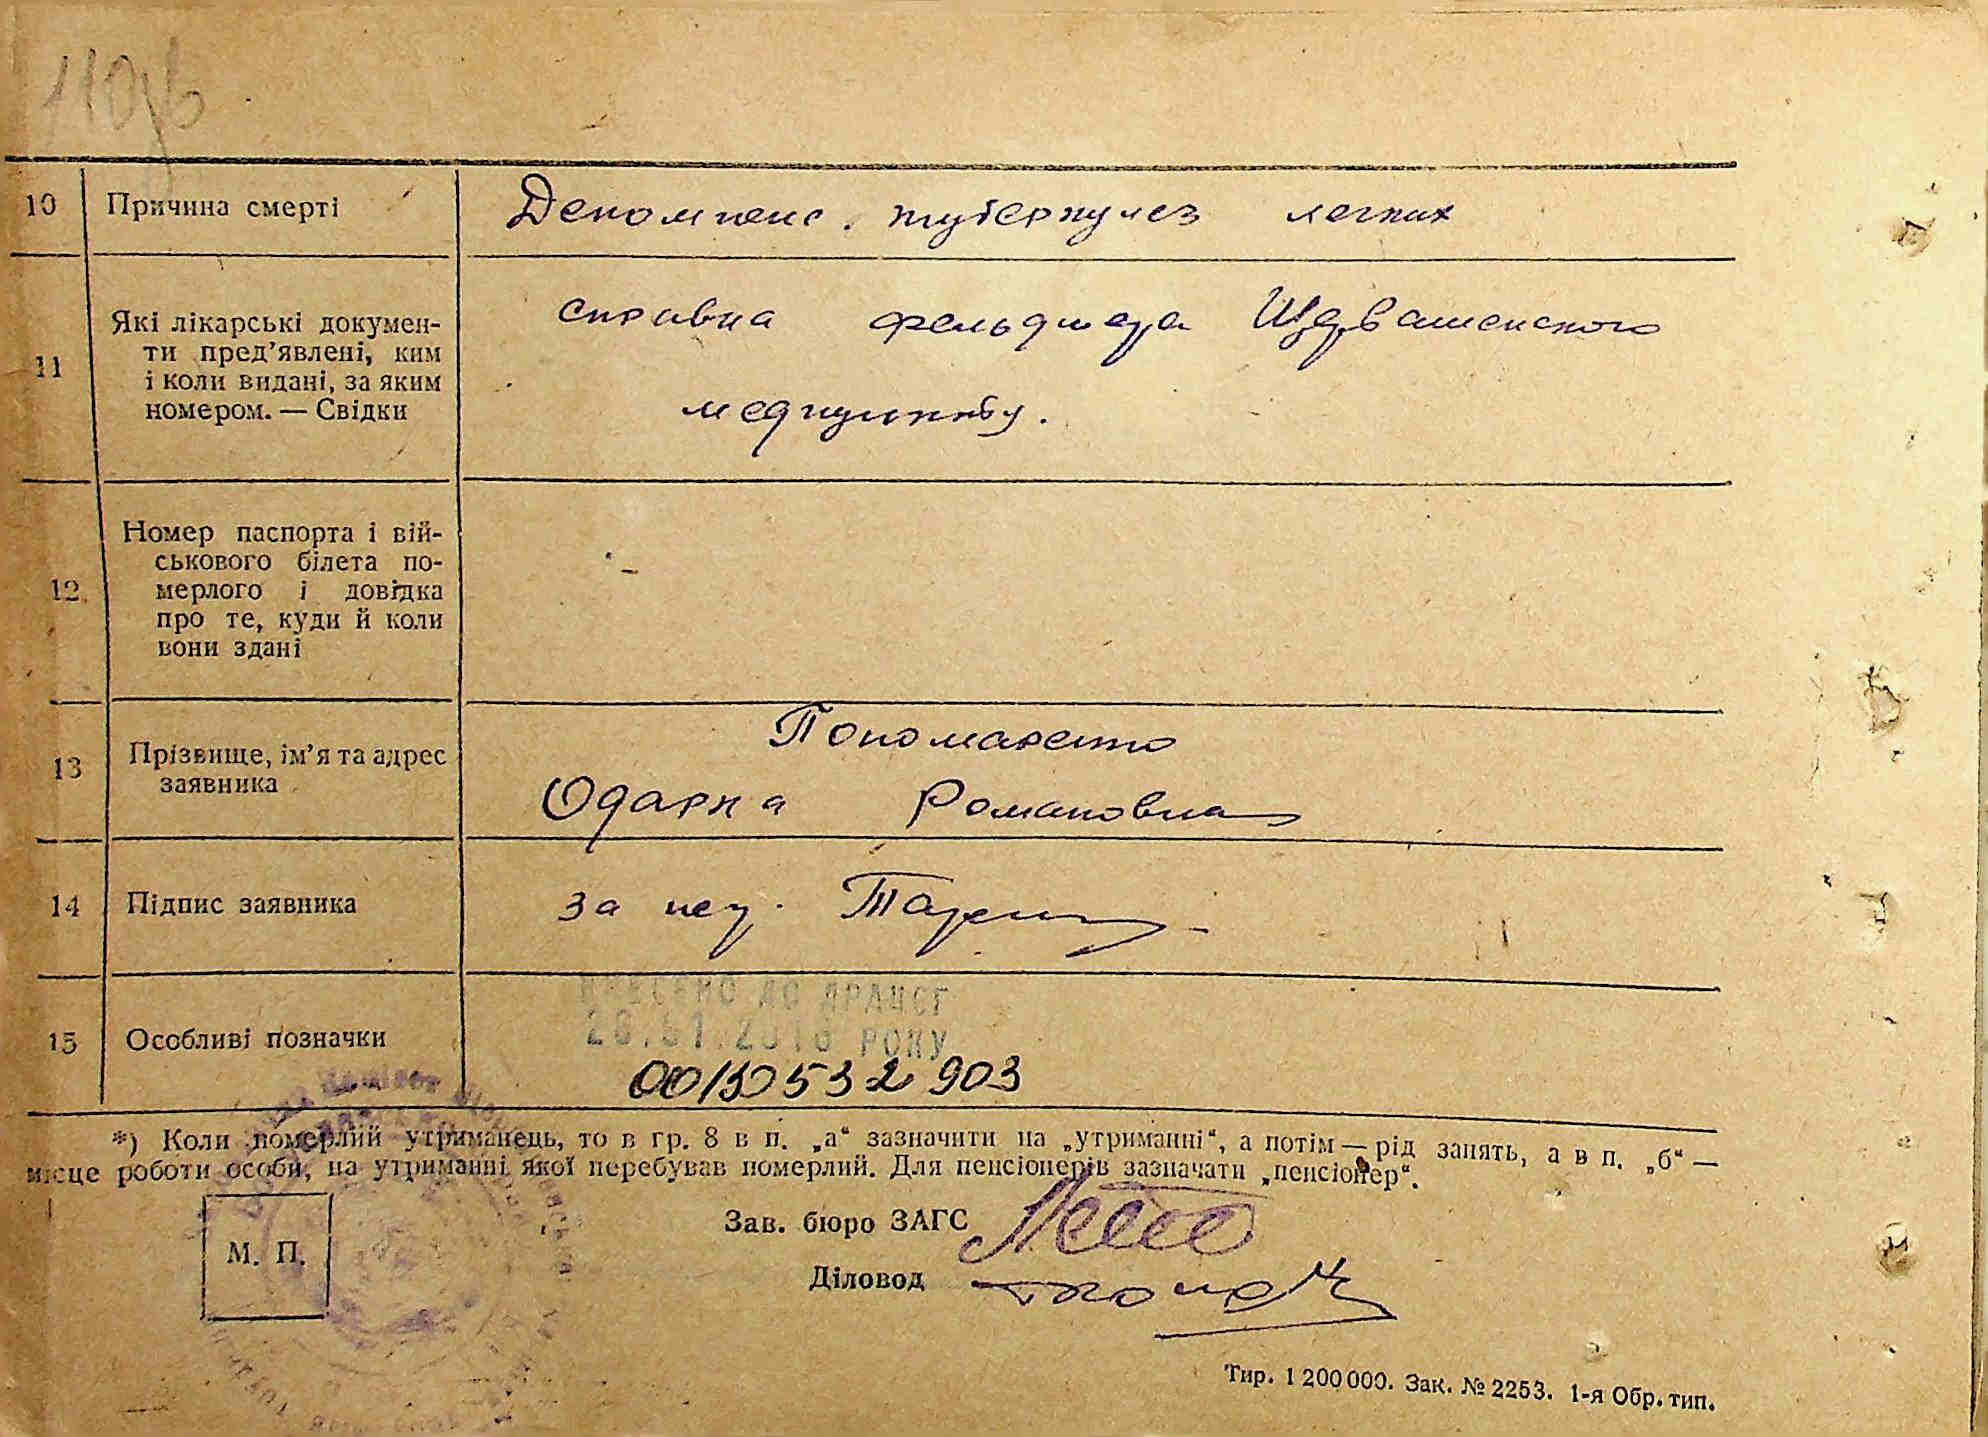 110/в
10 Причина смерті Декомпенс. туберкулез легких
11 Які лікарські докумен-
ти пред’явлені, ким
і коли видані, за яким
номером. — Свідки
справка фельдшера
медпункту.
12. Номер паспорта і вій-
ськового білета по-
мерлого і довідка
про те, куди й коли
вони здані
-
13 Прізвище, ім’я та адрес
заявника
Пономаренко
Одарка Романовна
14 Підпис заявника за неу.
15 Особливі позначки
ВНЕСЕНО ДО ДРАЦСГ
РОКУ
00130532903
*) Коли померлий утриманець, то в гр. 8 в п. „а“ зазначити на „утриманні“, а потім — рід занять, а в п. „б“ —
місце роботи особи, на утриманні якої перебував померлий. Для пенсіонерів зазначати „пенсіонер“.
Зав. бюро ЗАГС
М. П.
Діловод
Тир. 1 200 000. Зак. № 2253. 1-я Обр. тип.